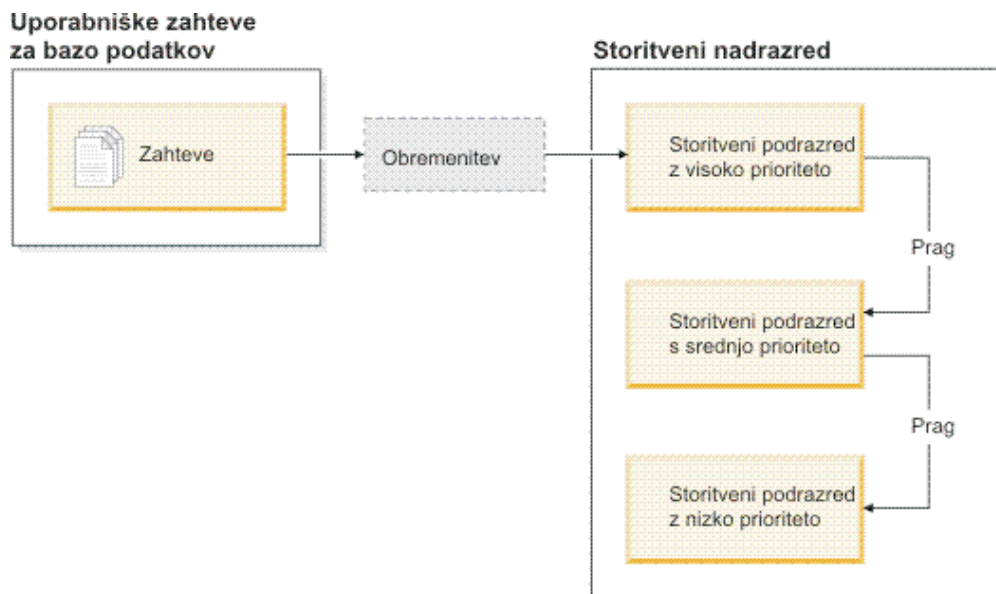 Uporabniške zahteve
za bazo podatkov
Zahteve
Obremenitev
Storitveni nadrazred
Storitveni podrazred
z visoko prioriteto
Prag
Storitveni podrazred
s srednjo prioriteto
Prag
Storitveni podrazred
z nizko prioriteto